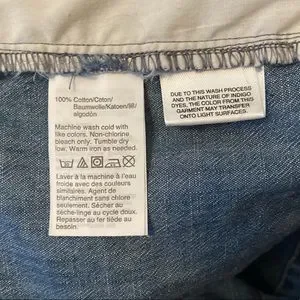 100% Cotton/Coton/
Baumwolle/Katoen/棉/
algodón
Machine wash cold with
like colors. Non-chlorine
bleach only. Tumble dry
low. Warm iron as needed.
Laver à la machine à l'eau
froide avec des couleurs
similaires. Agent de
blanchiment sans chlore
seulement. Sécher au
sèche-linge au cycle doux.
Repasser au fer tiède au
besoin.
DUE TO THIS WASH PROCESS
AND THE NATURE OF INDIGO
DYES, THE COLOR FROM THIS
GARMENT MAY TRANSFER
ONTO LIGHT SURFACES.